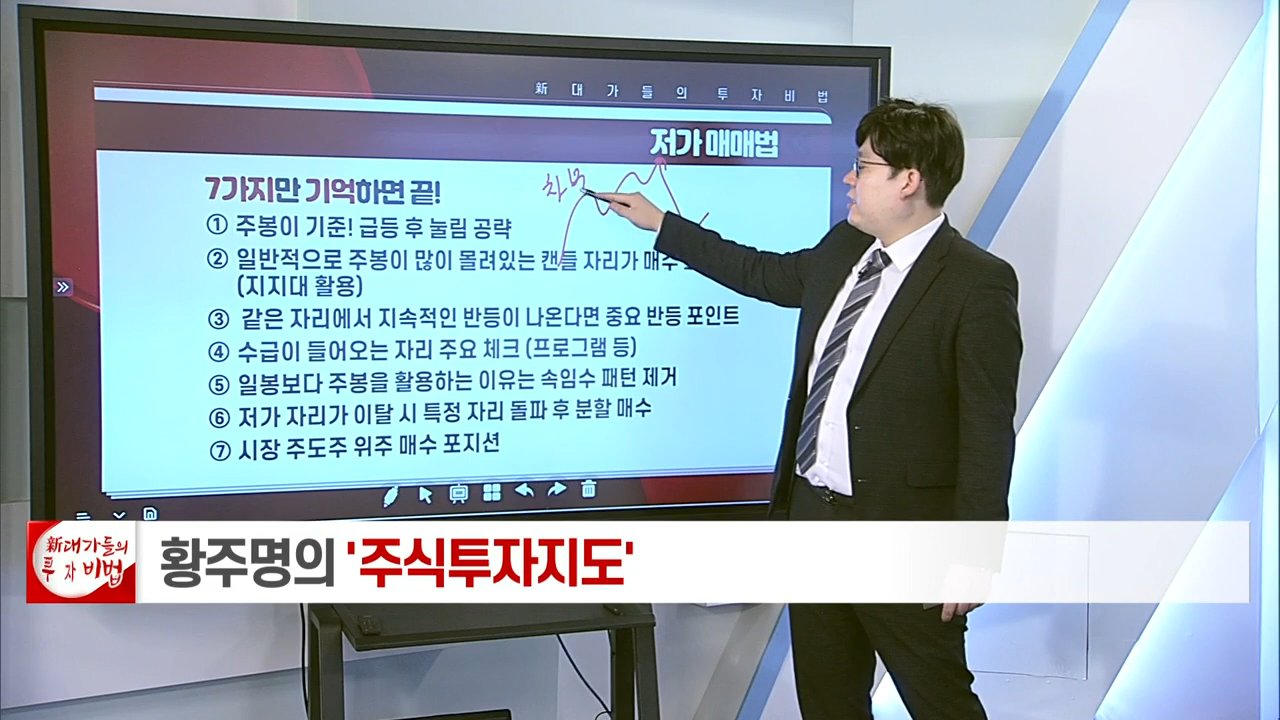 新 대 가 들 의 투 자 비 법
저가 매매법
7가지만 기억하면 끝!
① 주봉이 기준! 급등 후 눌림 공략
② 일반적으로 주봉이 많이 몰려있는 캔들 자리가 매수
(지지대 활용)
③ 같은 자리에서 지속적인 반등이 나온다면 중요 반등 포인트
④ 수급이 들어오는 자리 주요 체크 (프로그램 등)
⑤ 일봉보다 주봉을 활용하는 이유는 속임수 패턴 제거
⑥ 저가 자리가 이탈 시 특정 자리 돌파 후 분할 매수
⑦ 시장 주도주 위주 매수 포지션
新대가들의
투자 비법
황주명의 '주식투자지도'